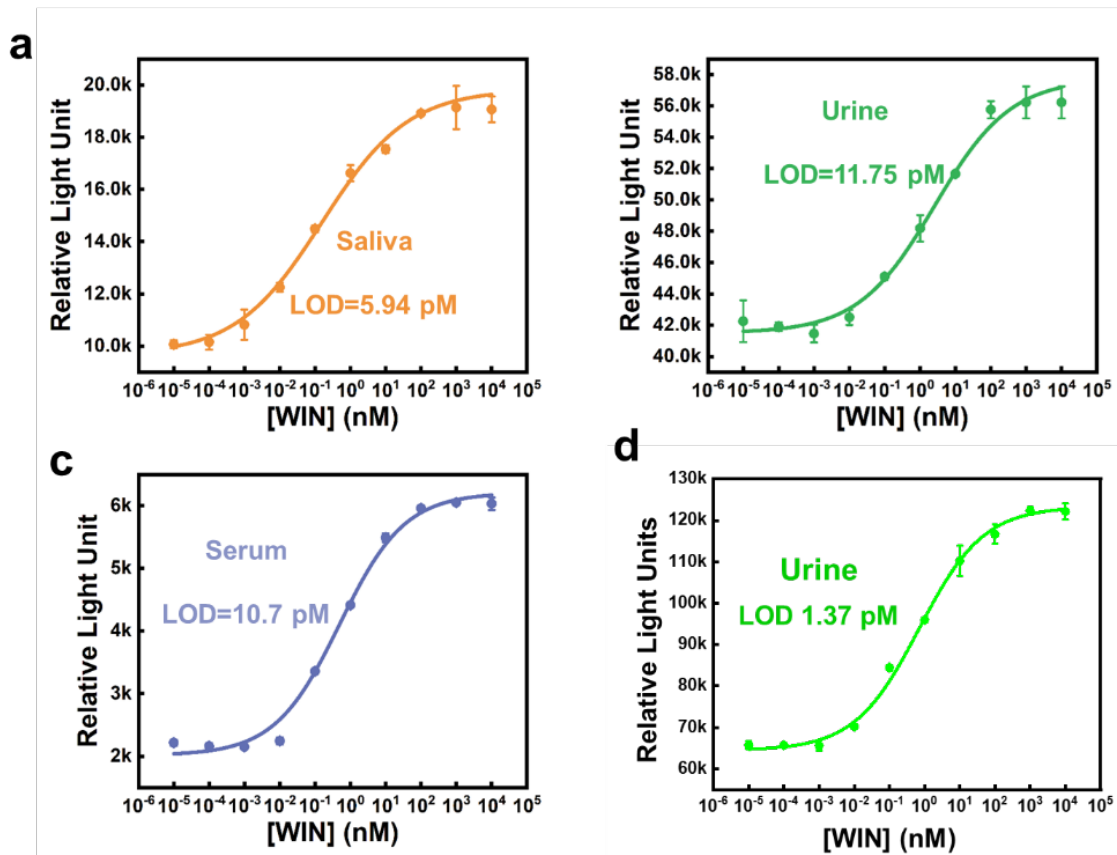 a
Relative Light Unit
20.0k
18.0k
16.0k
14.0k
12.0k
10.0k
Saliva
LOD=5.94 pM
10⁻⁶ 10⁻⁵ 10⁻⁴ 10⁻³ 10⁻² 10⁻¹ 10⁰ 10¹ 10² 10³ 10⁴ 10⁵
[WIN] (nM)
Relative Light Unit
58.0k
56.0k
54.0k
52.0k
50.0k
48.0k
46.0k
44.0k
42.0k
40.0k
Urine
LOD=11.75 pM
10⁻⁶ 10⁻⁵ 10⁻⁴ 10⁻³ 10⁻² 10⁻¹ 10⁰ 10¹ 10² 10³ 10⁴ 10⁵
[WIN] (nM)
c
Relative Light Unit
6k
5k
4k
3k
2k
Serum
LOD=10.7 pM
10⁻⁶ 10⁻⁵ 10⁻⁴ 10⁻³ 10⁻² 10⁻¹ 10⁰ 10¹ 10² 10³ 10⁴ 10⁵
[WIN] (nM)
d
Relative Light Units
130k
120k
110k
100k
90k
80k
70k
60k
Urine
LOD 1.37 pM
10⁻⁶ 10⁻⁵ 10⁻⁴ 10⁻³ 10⁻² 10⁻¹ 10⁰ 10¹ 10² 10³ 10⁴ 10⁵
[WIN] (nM)